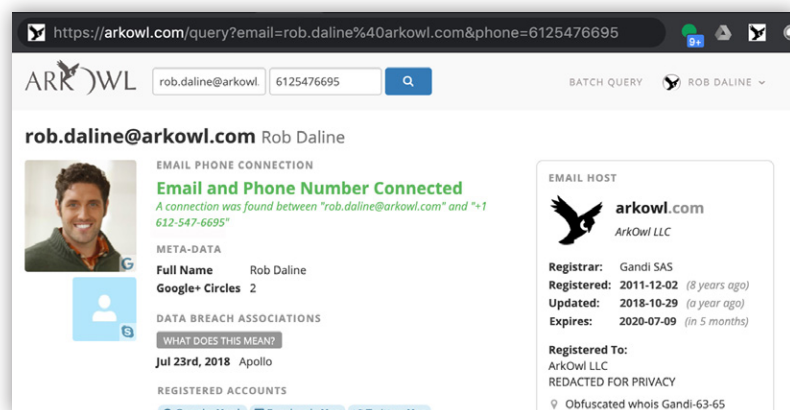 https://arkowl.com/query?email=rob.daline%40arkowl.com&phone=6125476695
9+
ARKOWL
rob.daline@arkowl.
6125476695
BATCH QUERY
ROB DALINE
rob.daline@arkowl.com Rob Daline
EMAIL PHONE CONNECTION
Email and Phone Number Connected
A connection was found between "rob.daline@arkowl.com" and "+1
612-547-6695"
META-DATA
Full Name Rob Daline
Google+ Circles 2
DATA BREACH ASSOCIATIONS
WHAT DOES THIS MEAN?
Jul 23rd, 2018 Apollo
REGISTERED ACCOUNTS
G
S
EMAIL HOST
arkowl.com
ArkOwl LLC
Registrar: Gandi SAS
Registered: 2011-12-02 (8 years ago)
Updated: 2018-10-29 (a year ago)
Expires: 2020-07-09 (in 5 months)
Registered To:
ArkOwl LLC
REDACTED FOR PRIVACY
Obfuscated whois Gandi-63-65